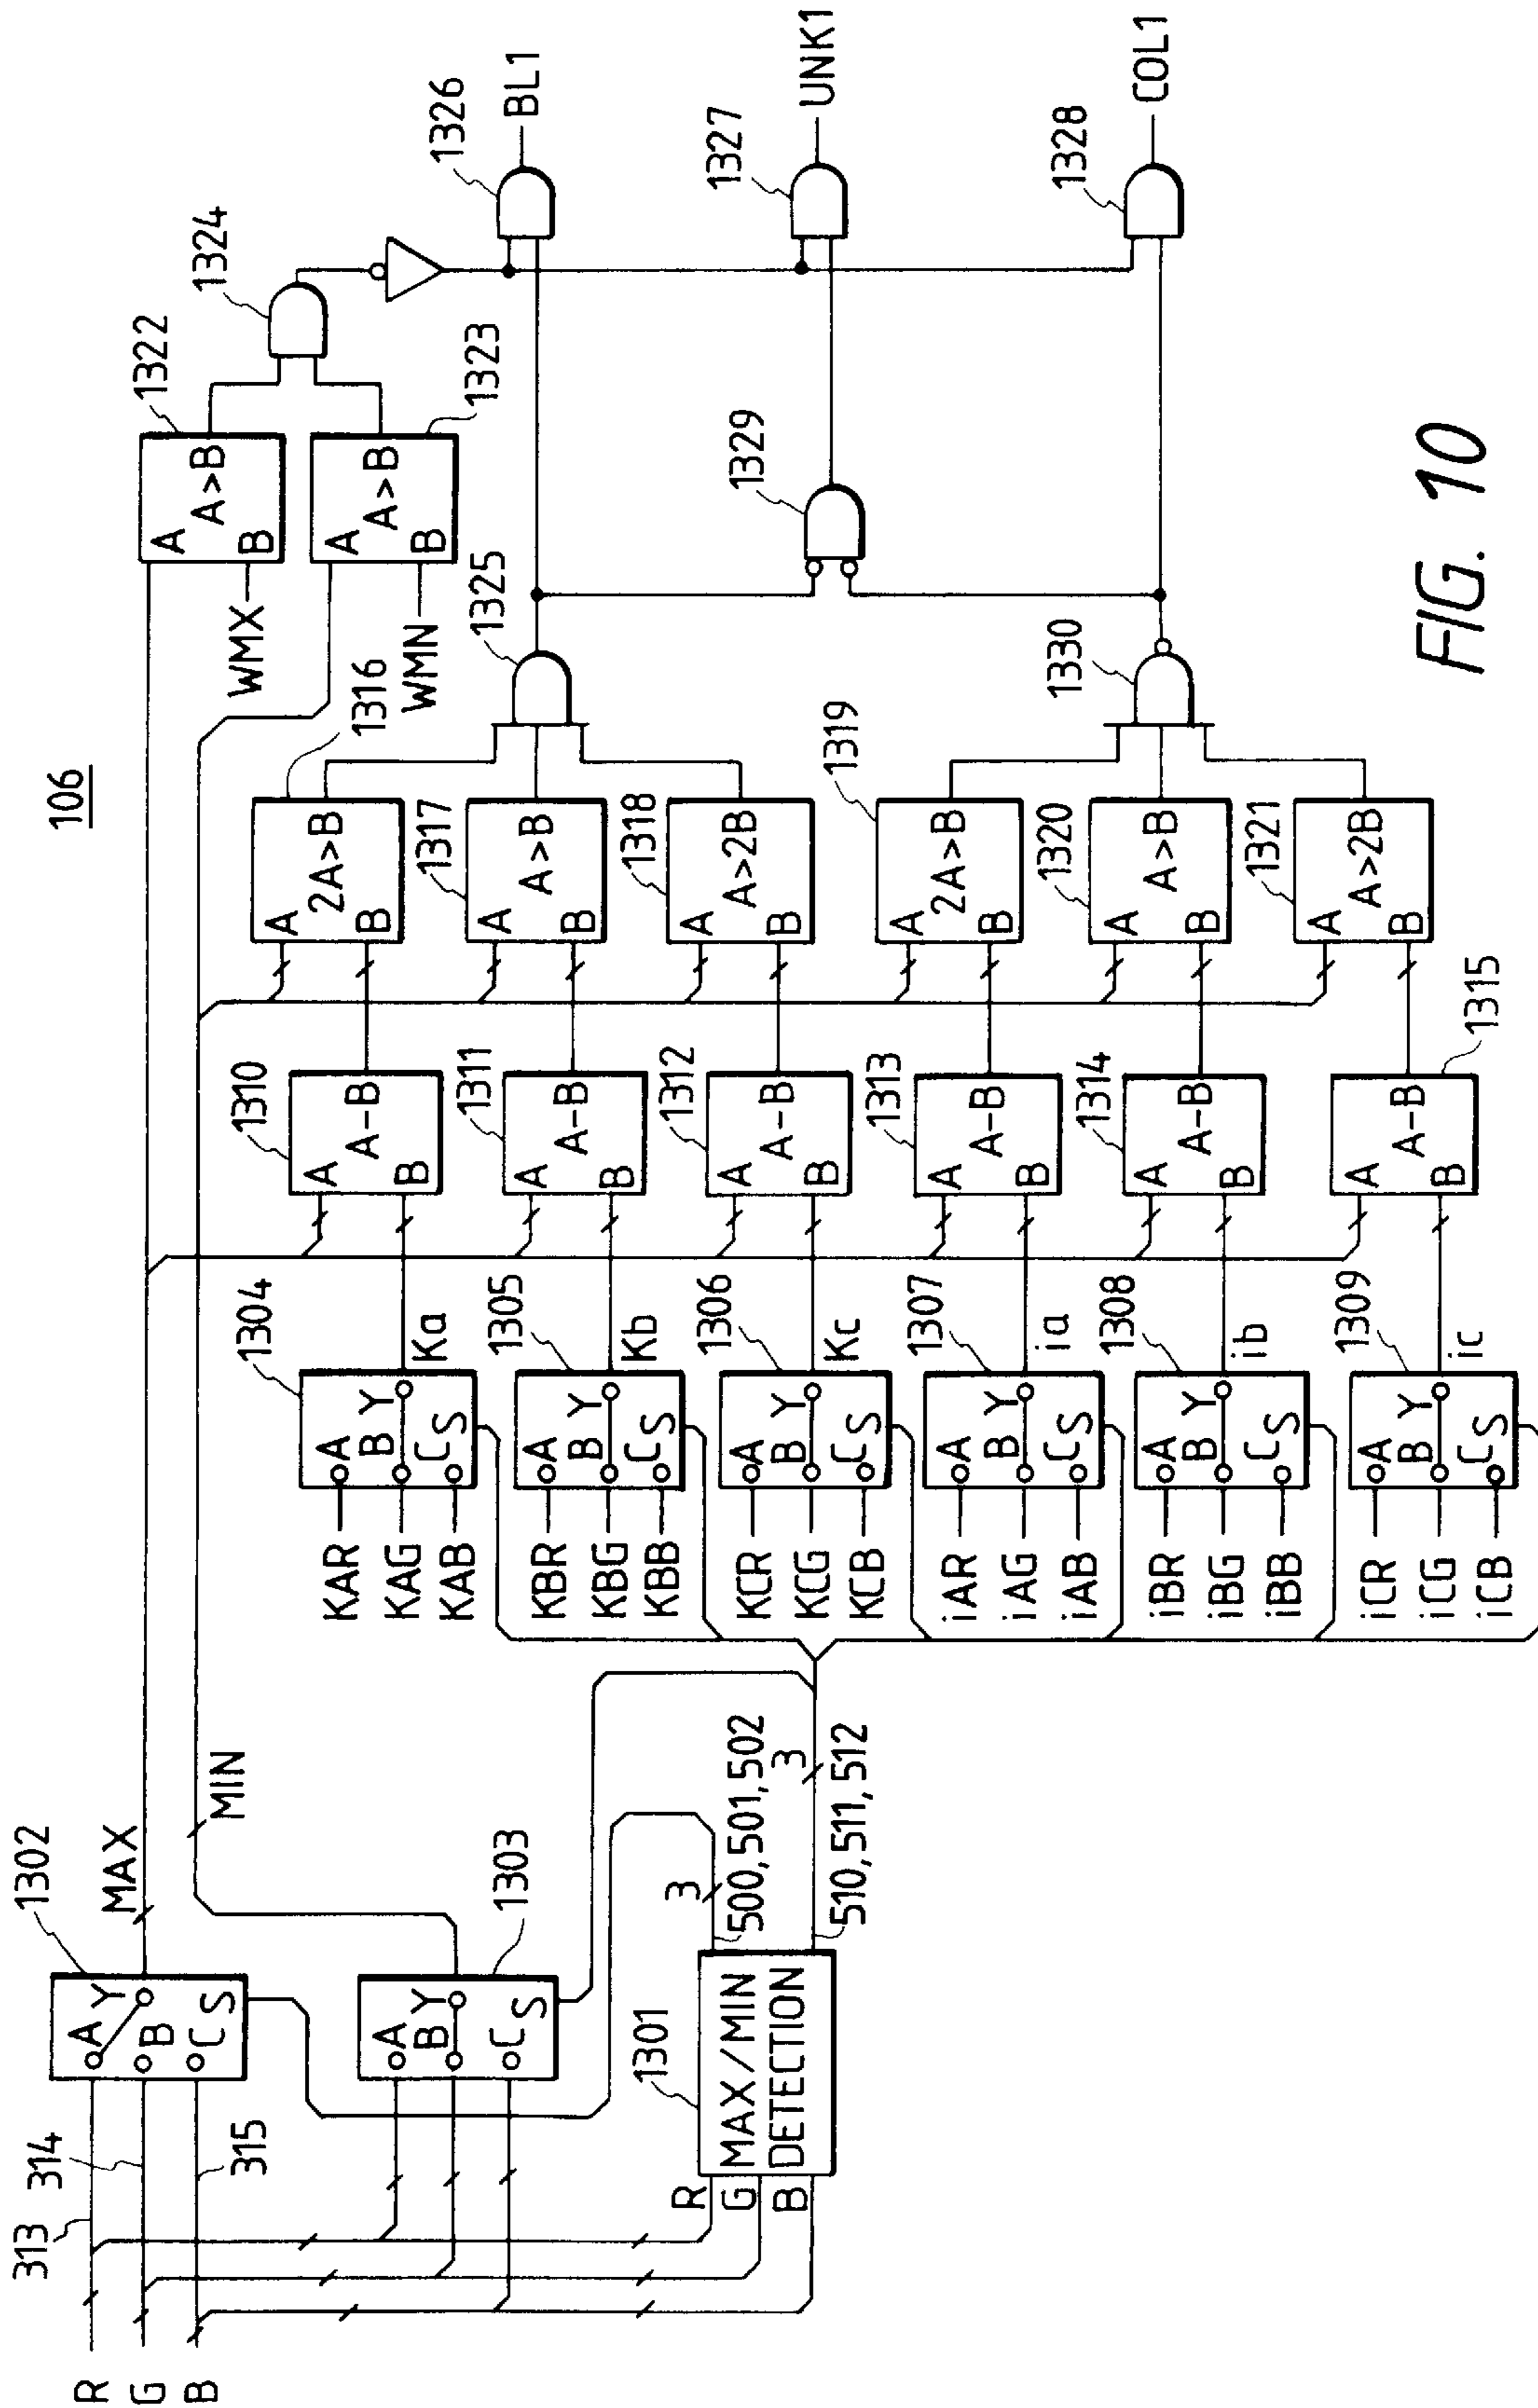 106
R
G
B
313
314
315
1302
A
B
C
Y
S
MAX
1303
A
B
C
Y
S
MIN
1301
R
G
B
MAX/MIN
DETECTION
3
500,501,502
3
510,511,512
KAR
KAG
KAB
1304
A
B
C
Y
S
Ka
KBR
KBG
KBB
1305
A
B
C
Y
S
Kb
KCR
KCG
KCB
1306
A
B
C
Y
S
Kc
iAR
iAG
iAB
1307
A
B
C
Y
S
ia
iBR
iBG
iBB
1308
A
B
C
Y
S
ib
iCR
iCG
iCB
1309
A
B
C
Y
S
ic
1310
A
A-B
B
1311
A
A-B
B
1312
A
A-B
B
1313
A
A-B
B
1314
A
A-B
B
1315
A
A-B
B
1316
A
2A>B
B
1317
A
A>B
B
1318
A
A>2B
B
1319
A
2A>B
B
1320
A
A>B
B
1321
A
A>2B
B
WMX
1322
A
A>B
B
WMN
1323
A
A>B
B
1324
1325
1330
1329
1326
BL1
1327
UNK1
1328
COL1
FIG. 10